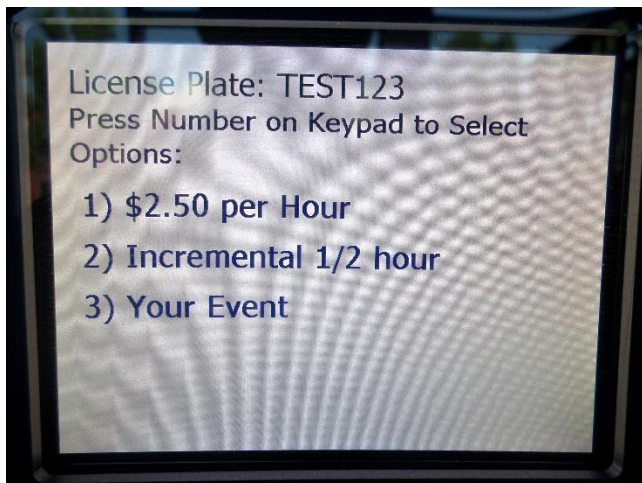 License Plate: TEST123
Press Number on Keypad to Select
Options:
1) $2.50 per Hour
2) Incremental 1/2 hour
3) Your Event